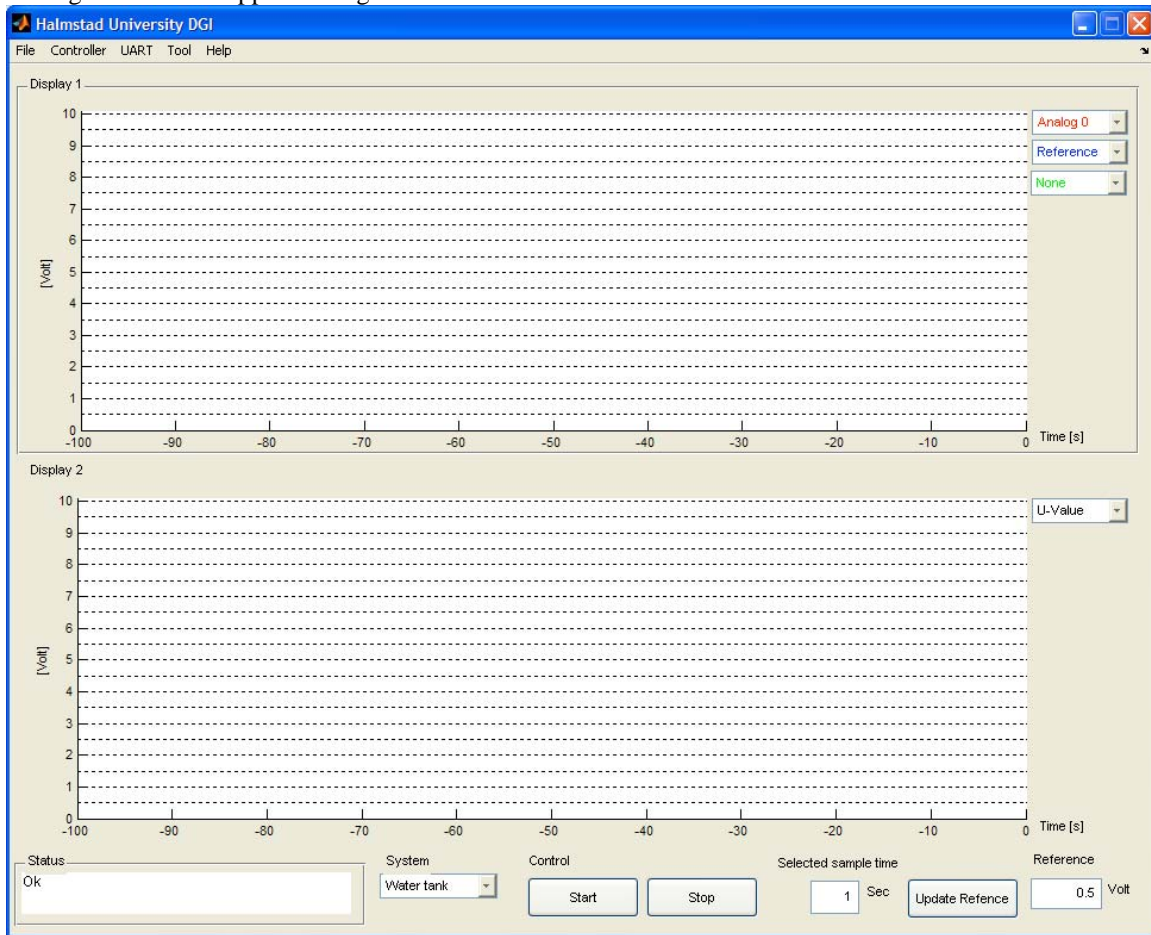 Halmstad University DGI
File Controller UART Tool Help
Display 1
10
9
8
7
6
5
4
3
2
1
0
[Volt]
-100 -90 -80 -70 -60 -50 -40 -30 -20 -10 0 Time [s]
Analog 0
Reference
None
Display 2
10
9
8
7
6
5
4
3
2
1
0
[Volt]
-100 -90 -80 -70 -60 -50 -40 -30 -20 -10 0 Time [s]
U-Value
Status
Ok
System
Water tank
Control
Start Stop
Selected sample time
1 Sec
Update Refence
Reference
0.5 Volt